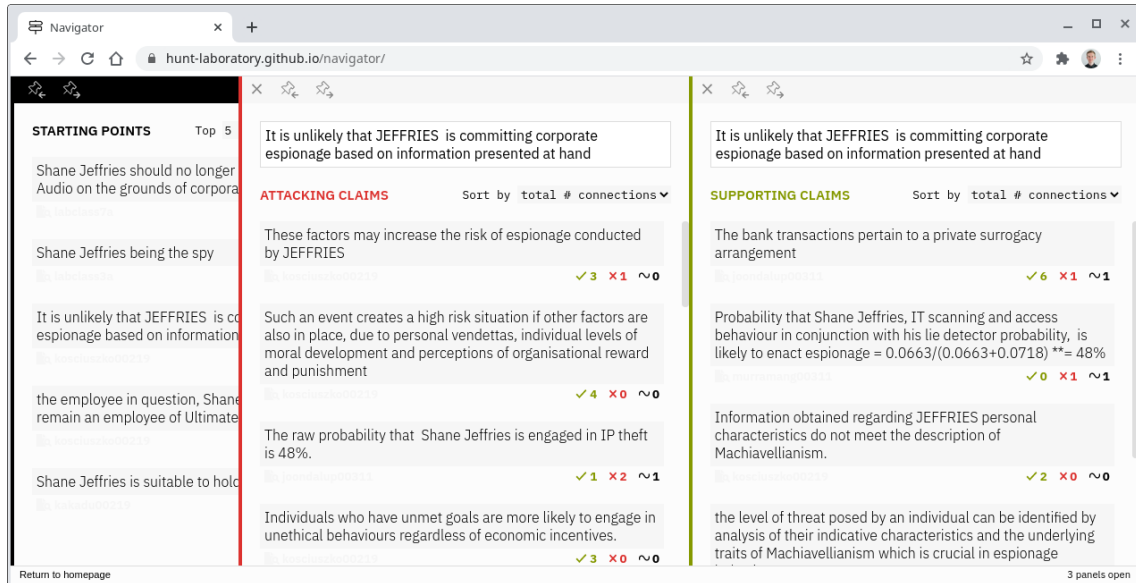 Navigator
hunt-laboratory.github.io/navigator/
STARTING POINTS Top 5
Shane Jeffries should no longer
Audio on the grounds of corpora
Shane Jeffries being the spy
It is unlikely that JEFFRIES is cc
espionage based on information
the employee in question, Shane
remain an employee of Ultimate
Shane Jeffries is suitable to hold
It is unlikely that JEFFRIES is committing corporate
espionage based on information presented at hand
ATTACKING CLAIMS Sort by total # connections
These factors may increase the risk of espionage conducted
by JEFFRIES
✓3 ×1 ~0
Such an event creates a high risk situation if other factors are
also in place, due to personal vendettas, individual levels of
moral development and perceptions of organisational reward
and punishment
✓4 ×0 ~0
The raw probability that Shane Jeffries is engaged in IP theft
is 48%.
✓1 ×2 ~1
Individuals who have unmet goals are more likely to engage in
unethical behaviours regardless of economic incentives.
✓3 ×0 ~0
It is unlikely that JEFFRIES is committing corporate
espionage based on information presented at hand
SUPPORTING CLAIMS Sort by total # connections
The bank transactions pertain to a private surrogacy
arrangement
✓6 ×1 ~1
Probability that Shane Jeffries, IT scanning and access
behaviour in conjunction with his lie detector probability, is
likely to enact espionage = 0.0663/(0.0663+0.0718) **= 48%
✓0 ×1 ~1
Information obtained regarding JEFFRIES personal
characteristics do not meet the description of
Machiavellianism.
✓2 ×0 ~0
the level of threat posed by an individual can be identified by
analysis of their indicative characteristics and the underlying
traits of Machiavellianism which is crucial in espionage
Return to homepage
3 panels open